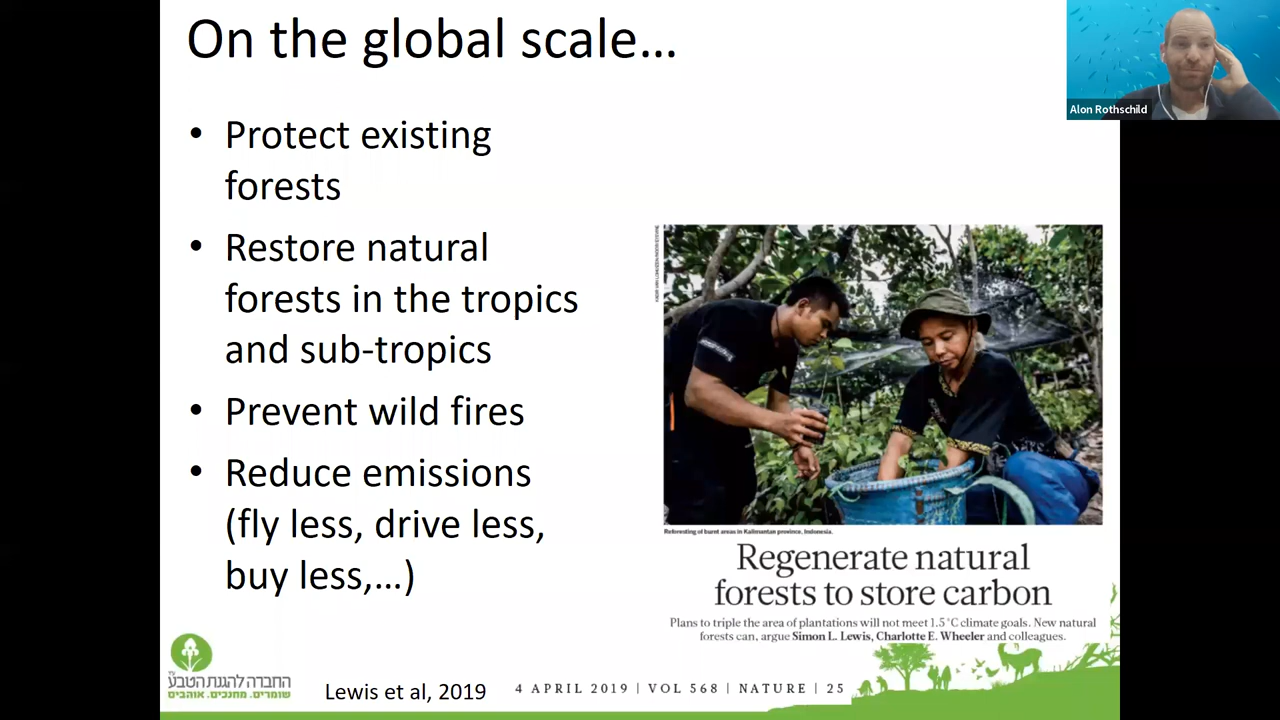 On the global scale...
Alon Rothschild
• Protect existing
forests
• Restore natural
forests in the tropics
and sub-tropics
• Prevent wild fires
• Reduce emissions
(fly less, drive less,
buy less,...)
Reforesting of burnt areas in Kalimantan province, Indonesia.
Regenerate natural
forests to store carbon
Plans to triple the area of plantations will not meet 1.5 °C climate goals. New natural
forests can, argue Simon L. Lewis, Charlotte E. Wheeler and colleagues.
החברה להגנת הטבע
שומרים. מחנכים. אוהבים
Lewis et al, 2019
4 APRIL 2019 | VOL 568 | NATURE | 25